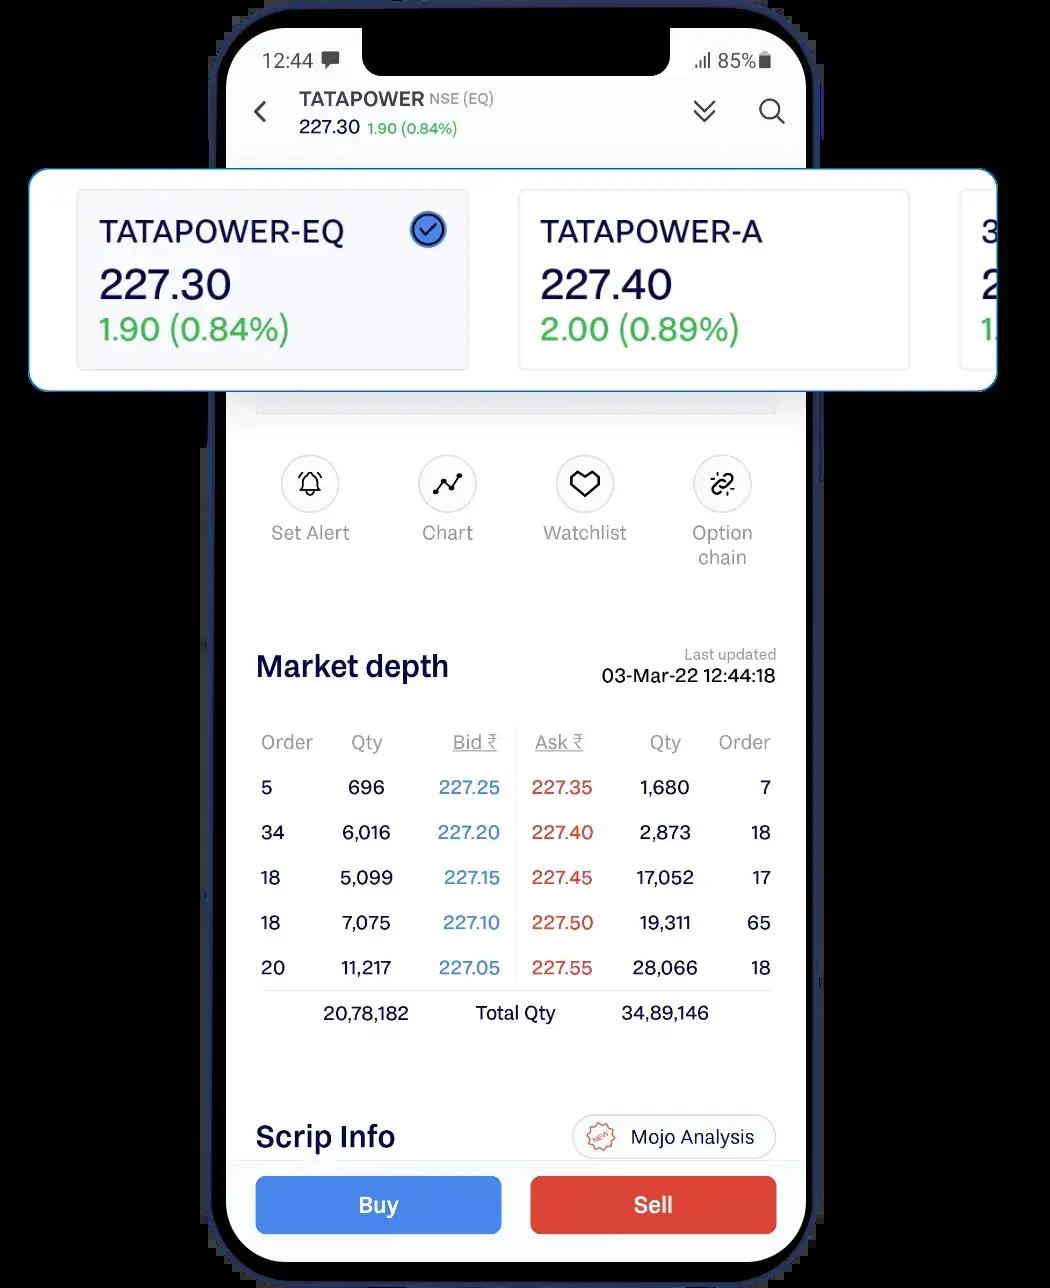 12:44 85%
TATAPOWER NSE (EQ)
227.30 1.90 (0.84%)
TATAPOWER-EQ TATAPOWER-A 3
227.30 227.40 2
1.90 (0.84%) 2.00 (0.89%) 1.
Set Alert Chart Watchlist Option
chain
Last updated
Market depth 03-Mar-22 12:44:18
Order Qty Bid ₹ Ask ₹ Qty Order
5 696 227.25 227.35 1,680 7
34 6,016 227.20 227.40 2,873 18
18 5,099 227.15 227.45 17,052 17
18 7,075 227.10 227.50 19,311 65
20 11,217 227.05 227.55 28,066 18
20,78,182 Total Qty 34,89,146
Scrip Info NEW Mojo Analysis
Buy Sell